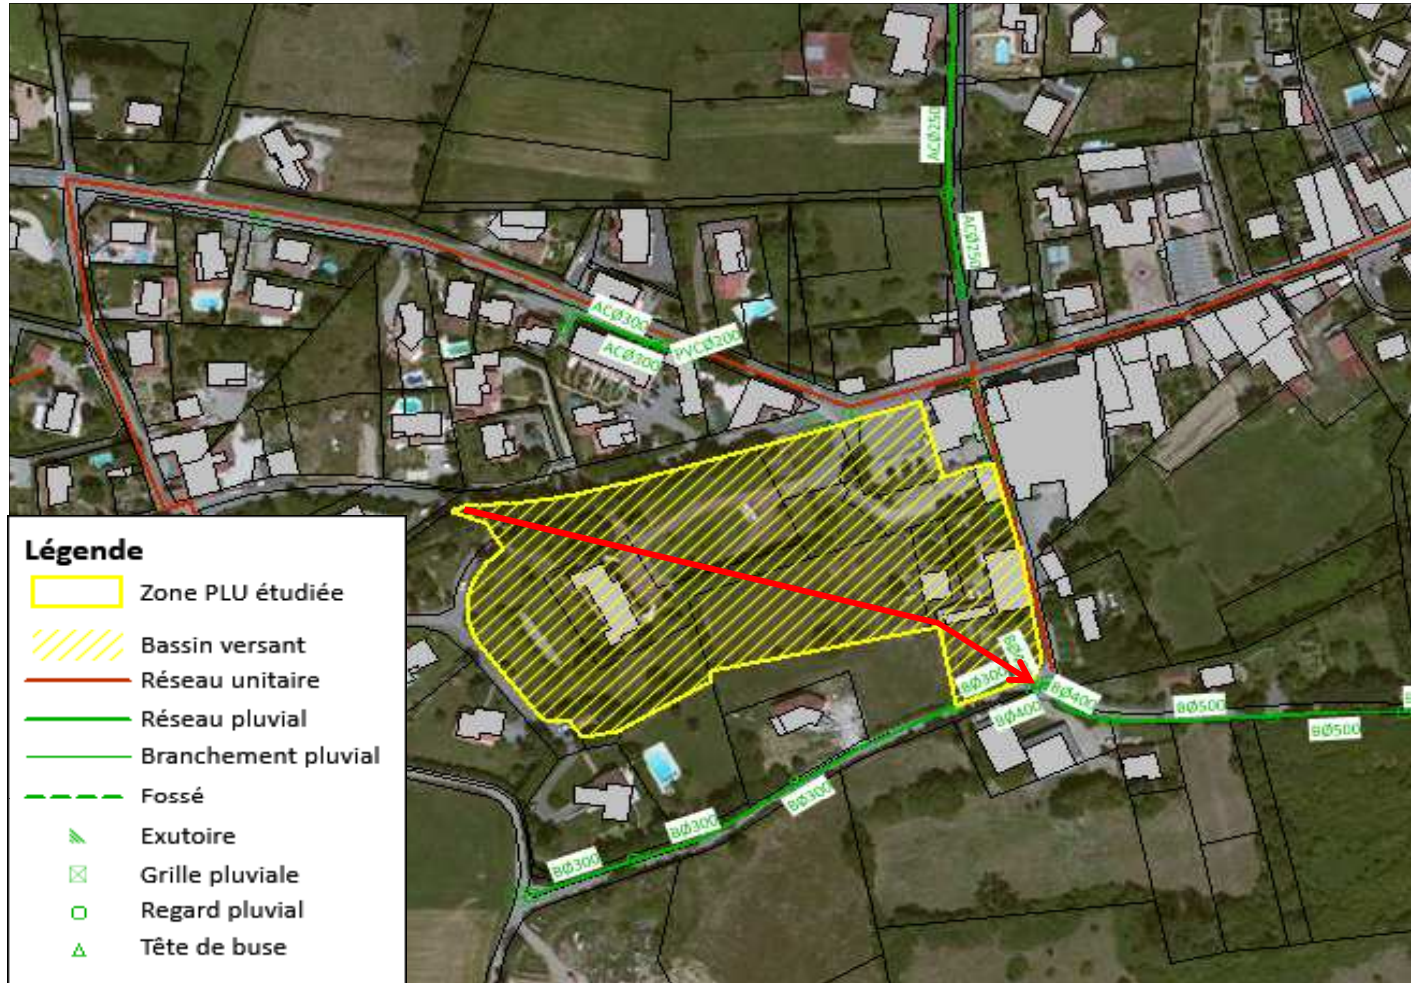 ACØ250
ACØ250
ACØ300
ACØ300
PVCØ200
BØ300
BØ400
BØ400
BØ500
BØ500
BØ300
BØ300
BØ300
Légende
Zone PLU étudiée
Bassin versant
Réseau unitaire
Réseau pluvial
Branchement pluvial
Fossé
Exutoire
Grille pluviale
Regard pluvial
Tête de buse